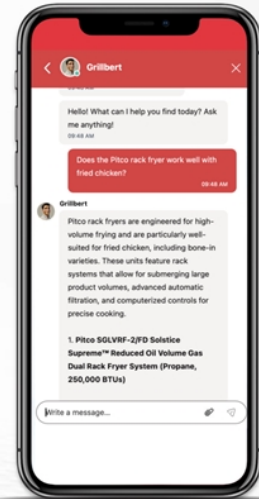 Grillbert
Hello! What can I help you find today? Ask
me anything!
09:48 AM
Does the Pitco rack fryer work well with
fried chicken?
09:48 AM
Grillbert
Pitco rack fryers are engineered for high-
volume frying and are particularly well-
suited for fried chicken, including bone-in
varieties. These units feature rack
systems that allow for submerging large
product volumes, advanced automatic
filtration, and computerized controls for
precise cooking.
1. Pitco SGLVRF-2/FD Solstice
Supreme™ Reduced Oil Volume Gas
Dual Rack Fryer System (Propane,
250,000 BTUs)
Write a message...